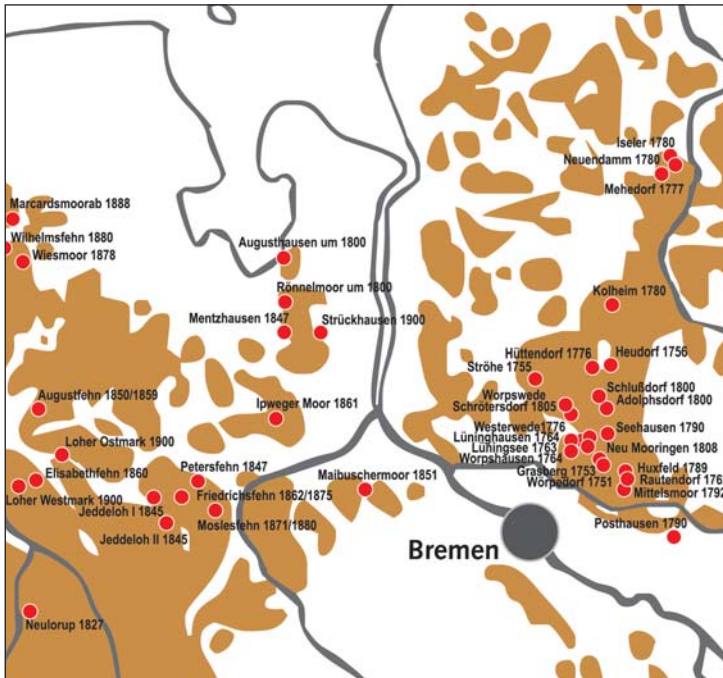 Iseler 1780
Neuendamm 1780
Mehedorf 1777
Marcardsmoorab 1888
Wilhelmsfehn 1880
Wiesmoor 1878
Augusthausen um 1800
Rönnelmoor um 1800
Mentzhausen 1847
Strückhausen 1900
Kolheim 1780
Hüttendorf 1776
Heudorf 1756
Ströhe 1755
Schlußdorf 1800
Worpswede
Adolphsdorf 1800
Schrötersdorf 1805
Augustfehn 1850/1859
Ipweger Moor 1861
Westerwede1776
Seehausen 1790
Lüninghausen 1764
Lüningsee 1763
Neu Mooringen 1808
Worpshausen 1764
Loher Ostmark 1900
Grasberg 1753
Huxfeld 1789
Elisabethfehn 1860
Petersfehn 1847
Maibuschermoor 1851
Wörpedorf 1751
Rautendorf 176
Loher Westmark 1900
Friedrichsfehn 1862/1875
Mittelsmoor 1792
Jeddeloh I 1845
Moslesfehn 1871/1880
Posthausen 1790
Jeddeloh II 1845
Bremen
Neulorup 1827